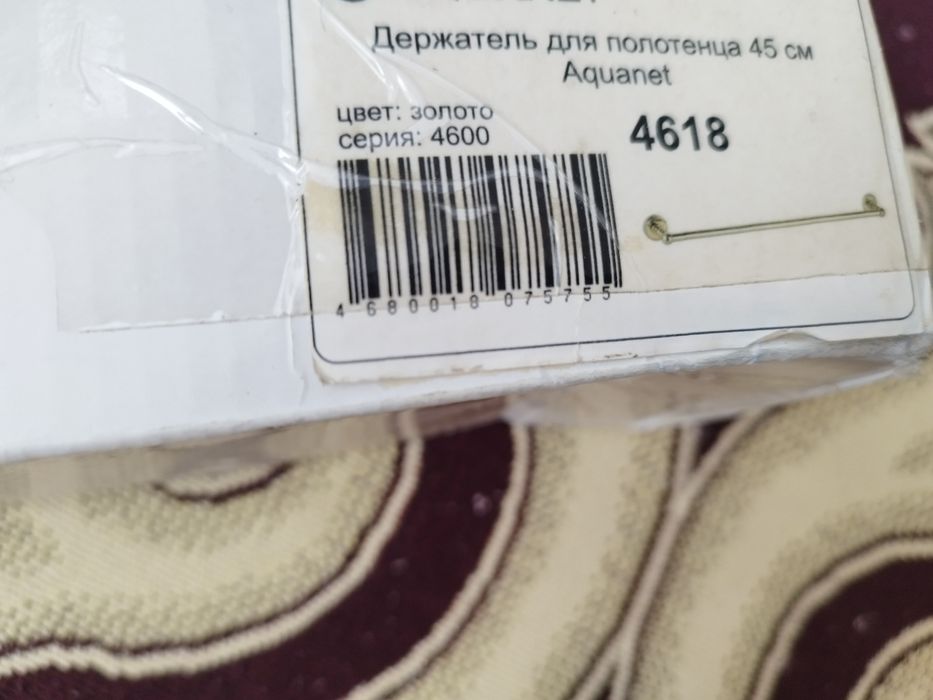 Держатель для полотенца 45 см
Aquanet
цвет: золото
серия: 4600
4618
4 680018 075755